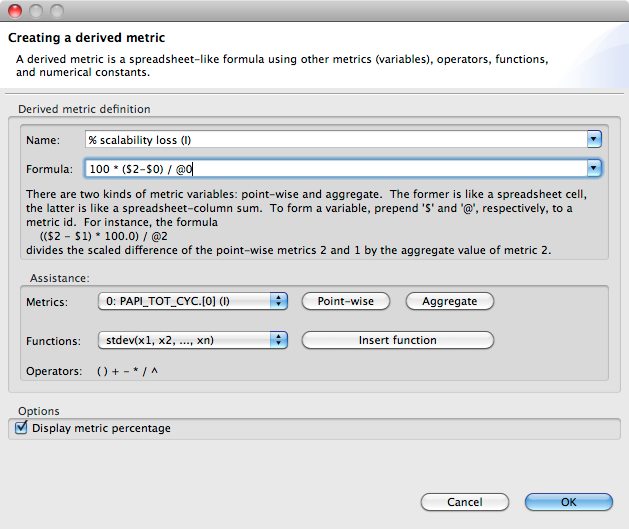 Creating a derived metric
A derived metric is a spreadsheet-like formula using other metrics (variables), operators, functions,
and numerical constants.
Derived metric definition
Name: % scalability loss (I)
Formula: 100 * ($2-$0) / @0
There are two kinds of metric variables: point-wise and aggregate. The former is like a spreadsheet cell,
the latter is like a spreadsheet-column sum. To form a variable, prepend '$' and '@', respectively, to a
metric id. For instance, the formula
(($2 - $1) * 100.0) / @2
divides the scaled difference of the point-wise metrics 2 and 1 by the aggregate value of metric 2.
Assistance:
Metrics: 0: PAPI_TOT_CYC.[0] (I) Point-wise Aggregate
Functions: stdev(x1, x2, ..., xn) Insert function
Operators: ( ) + - * / ^
Options
Display metric percentage
Cancel OK